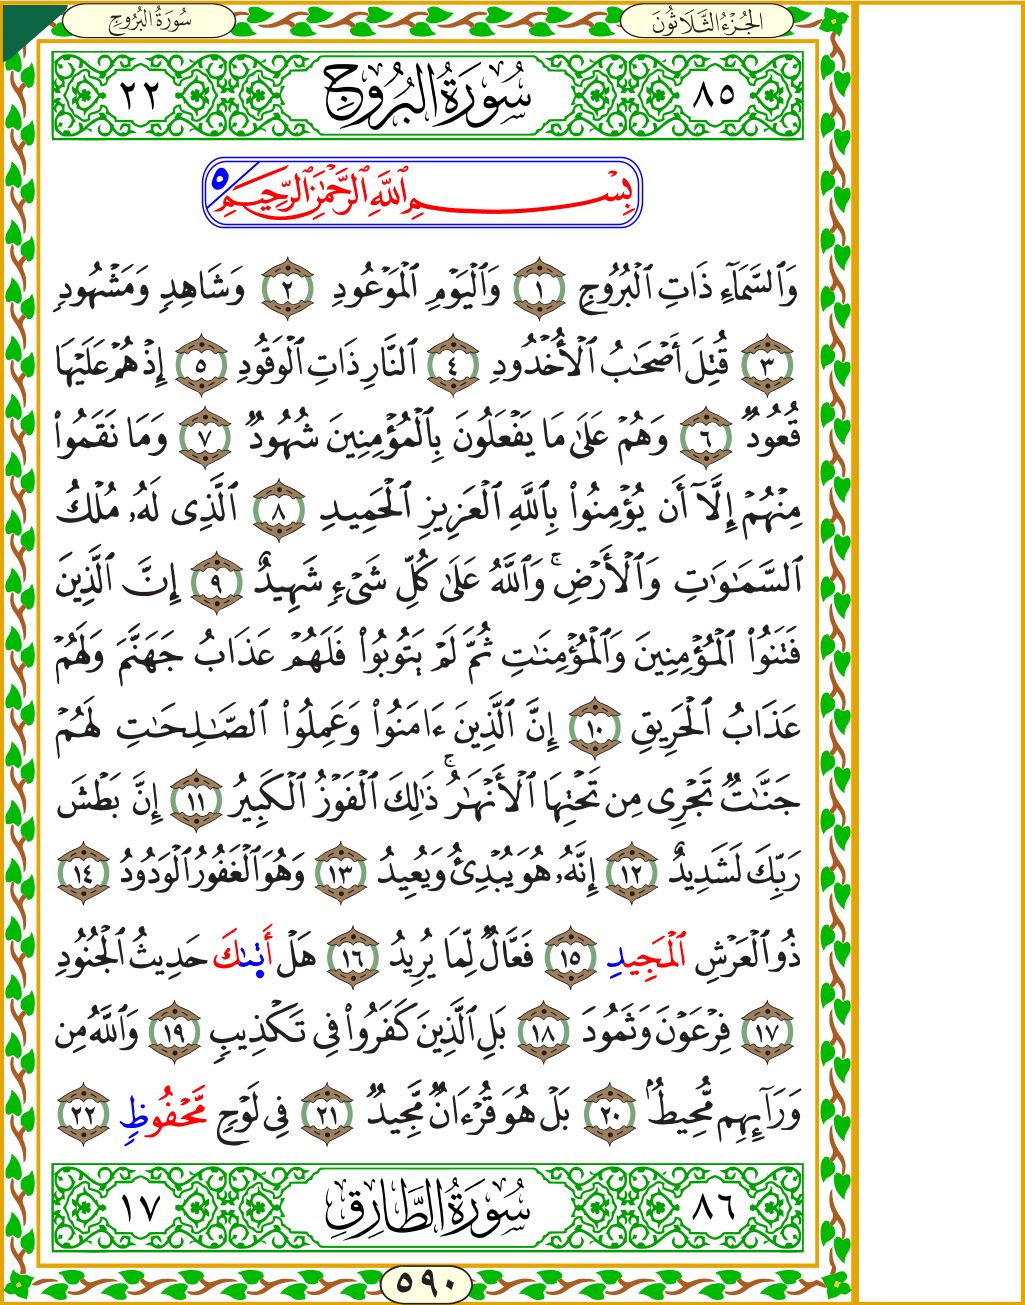 الجُزْءُ الثَّلَاثُونَ
سُورَةُ البُرُوجِ
٨٥ سُورَةُ البُرُوجِ ٢٢
بِسْمِ ٱللَّهِ ٱلرَّحْمَٰنِ ٱلرَّحِيمِ ٥
وَٱلسَّمَآءِ ذَاتِ ٱلْبُرُوجِ ١ وَٱلْيَوْمِ ٱلْمَوْعُودِ ٢ وَشَاهِدٍ وَمَشْهُودٍ
٣ قُتِلَ أَصْحَٰبُ ٱلْأُخْدُودِ ٤ ٱلنَّارِ ذَاتِ ٱلْوَقُودِ ٥ إِذْ هُمْ عَلَيْهَا
قُعُودٌ ٦ وَهُمْ عَلَىٰ مَا يَفْعَلُونَ بِٱلْمُؤْمِنِينَ شُهُودٌ ٧ وَمَا نَقَمُوا۟
مِنْهُمْ إِلَّآ أَن يُؤْمِنُوا۟ بِٱللَّهِ ٱلْعَزِيزِ ٱلْحَمِيدِ ٨ ٱلَّذِى لَهُۥ مُلْكُ
ٱلسَّمَٰوَٰتِ وَٱلْأَرْضِ ۚ وَٱللَّهُ عَلَىٰ كُلِّ شَىْءٍ شَهِيدٌ ٩ إِنَّ ٱلَّذِينَ
فَتَنُوا۟ ٱلْمُؤْمِنِينَ وَٱلْمُؤْمِنَٰتِ ثُمَّ لَمْ يَتُوبُوا۟ فَلَهُمْ عَذَابُ جَهَنَّمَ وَلَهُمْ
عَذَابُ ٱلْحَرِيقِ ١٠ إِنَّ ٱلَّذِينَ ءَامَنُوا۟ وَعَمِلُوا۟ ٱلصَّٰلِحَٰتِ لَهُمْ
جَنَّٰتٌ تَجْرِى مِن تَحْتِهَا ٱلْأَنْهَٰرُ ۚ ذَٰلِكَ ٱلْفَوْزُ ٱلْكَبِيرُ ١١ إِنَّ بَطْشَ
رَبِّكَ لَشَدِيدٌ ١٢ إِنَّهُۥ هُوَ يُبْدِئُ وَيُعِيدُ ١٣ وَهُوَ ٱلْغَفُورُ ٱلْوَدُودُ ١٤
ذُو ٱلْعَرْشِ ٱلْمَجِيدِ ١٥ فَعَّالٌ لِّمَا يُرِيدُ ١٦ هَلْ أَتَىٰكَ حَدِيثُ ٱلْجُنُودِ
١٧ فِرْعَوْنَ وَثَمُودَ ١٨ بَلِ ٱلَّذِينَ كَفَرُوا۟ فِى تَكْذِيبٍ ١٩ وَٱللَّهُ مِن
وَرَآئِهِم مُّحِيطٌۢ ٢٠ بَلْ هُوَ قُرْءَانٌ مَّجِيدٌ ٢١ فِى لَوْحٍ مَّحْفُوظٍ ٢٢
٨٦ سُورَةُ الطَّارِقِ ١٧
٥٩٠